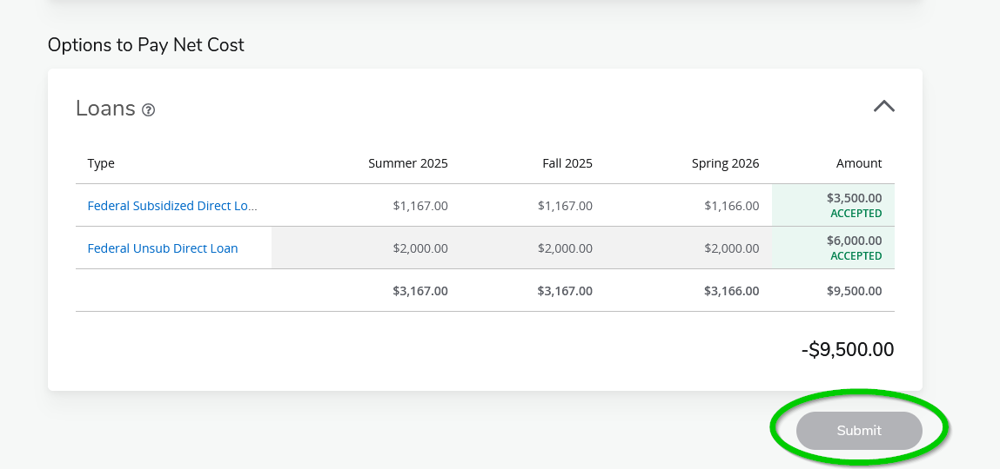 Options to Pay Net Cost
Loans ?
Type Summer 2025 Fall 2025 Spring 2026 Amount
Federal Subsidized Direct Lo... $1,167.00 $1,167.00 $1,166.00 $3,500.00
ACCEPTED
Federal Unsub Direct Loan $2,000.00 $2,000.00 $2,000.00 $6,000.00
ACCEPTED
$3,167.00 $3,167.00 $3,166.00 $9,500.00
-$9,500.00
Submit